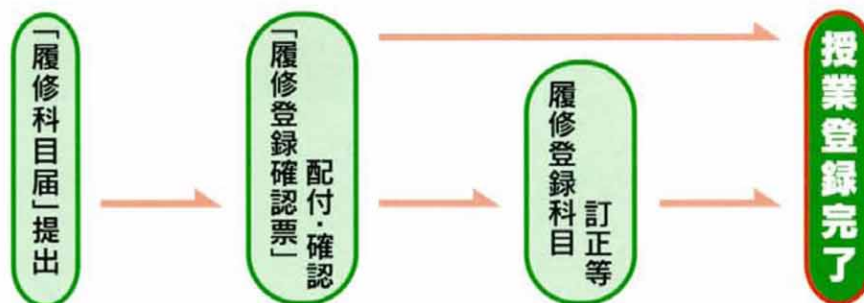 「履修科目届」提出
「履修登録確認票」
配付・確認
履修登録科目
訂正等
授業登録完了